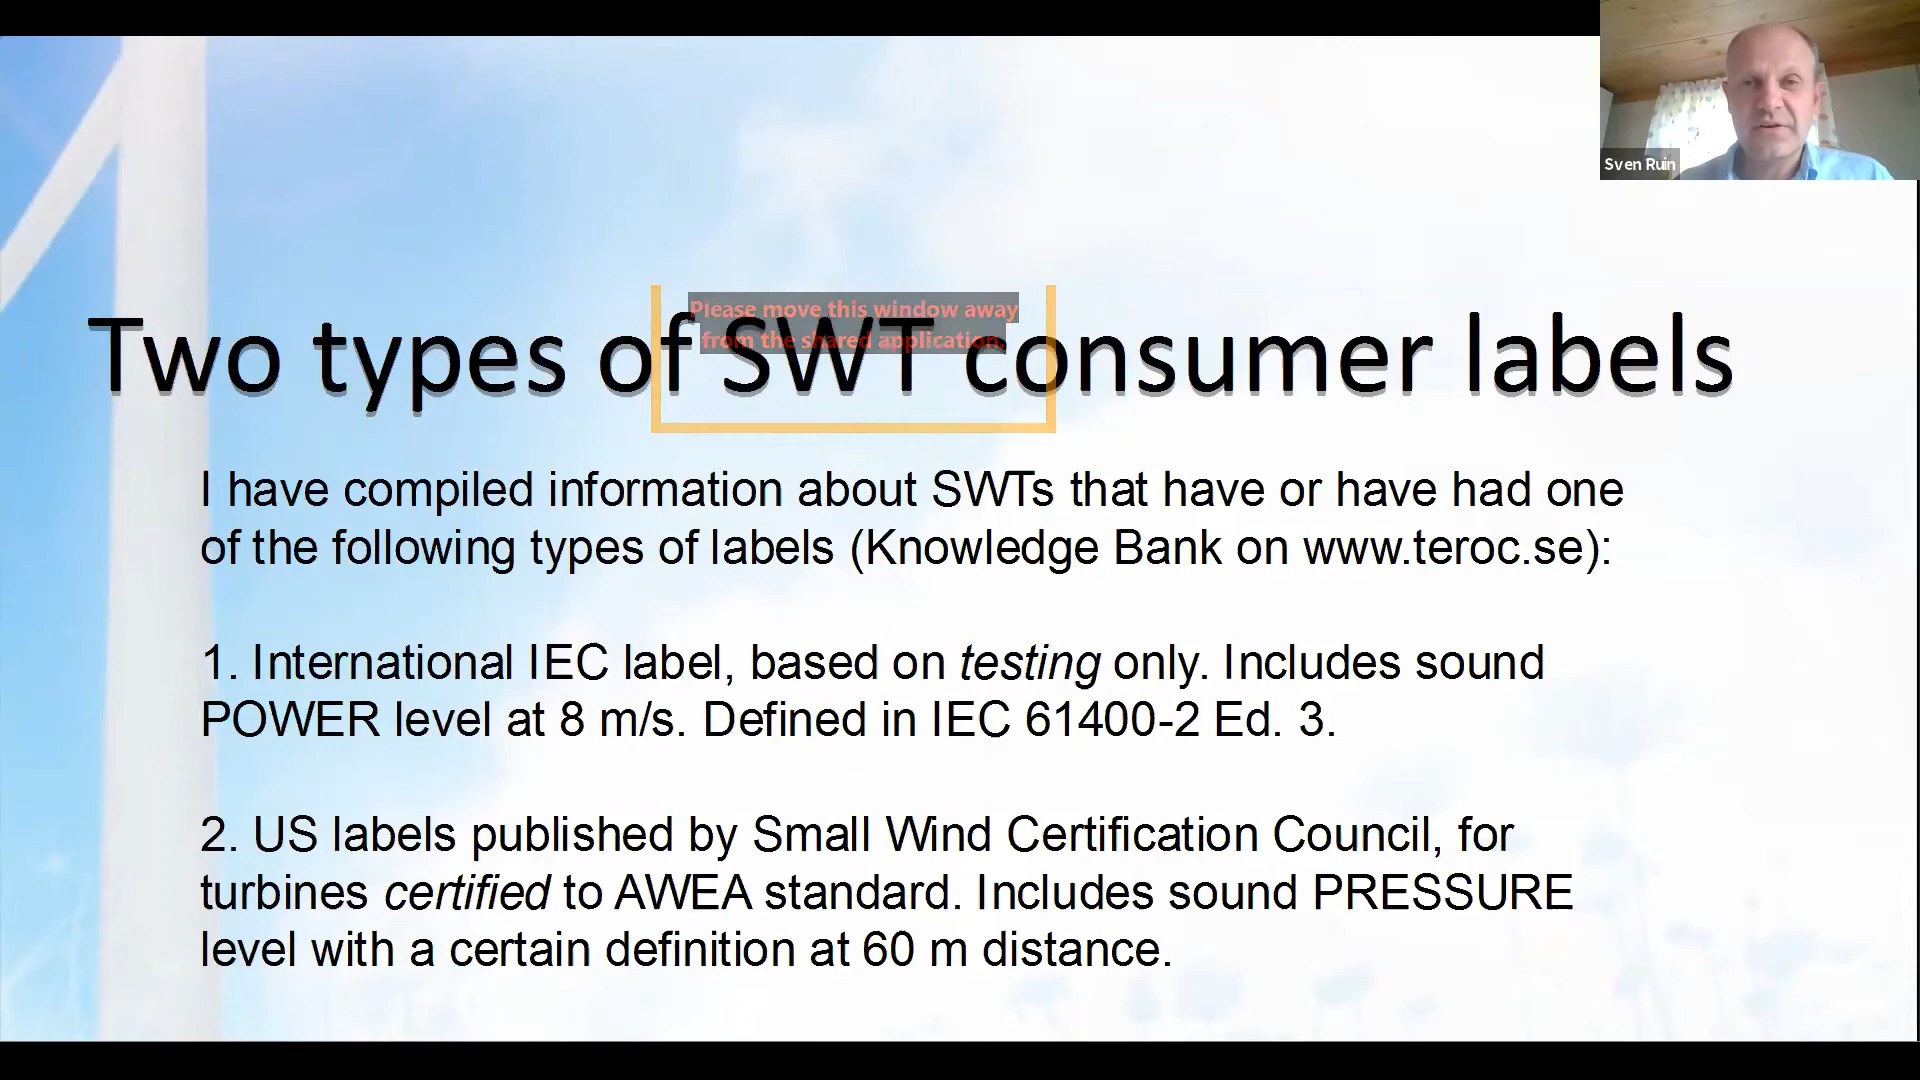 Sven Ruin
Please move this window away
from the shared application.
Two types of SWT consumer labels
I have compiled information about SWTs that have or have had one
of the following types of labels (Knowledge Bank on www.teroc.se):
1. International IEC label, based on testing only. Includes sound
POWER level at 8 m/s. Defined in IEC 61400-2 Ed. 3.
2. US labels published by Small Wind Certification Council, for
turbines certified to AWEA standard. Includes sound PRESSURE
level with a certain definition at 60 m distance.